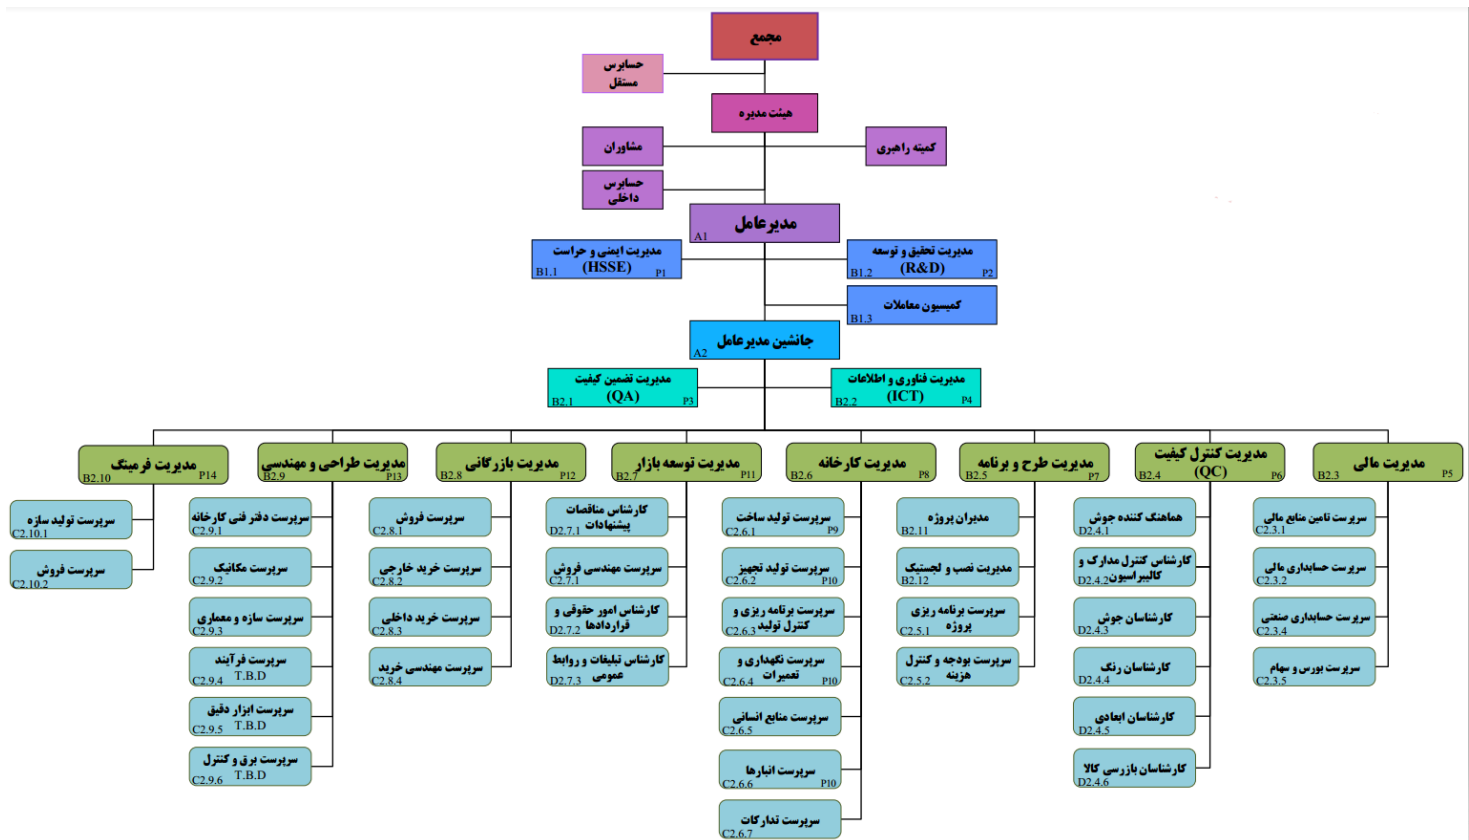 مجمع
حسابرس
مستقل
هیئت مدیره
مشاوران
کمیته راهبری
حسابرس
داخلی
مدیرعامل
A1
مدیریت ایمنی و حراست
(HSSE)
B1.1
P1
مدیریت تحقیق و توسعه
(R&D)
B1.2
P2
کمیسیون معاملات
B1.3
جانشین مدیرعامل
A2
مدیریت تضمین کیفیت
(QA)
B2.1
P3
مدیریت فناوری و اطلاعات
(ICT)
B2.2
P4
مدیریت مالی
B2.3
P5
سرپرست تامین منابع مالی
C2.3.1
سرپرست حسابداری مالی
C2.3.2
سرپرست حسابداری صنعتی
C2.3.4
سرپرست بورس و سهام
C2.3.5
مدیریت کنترل کیفیت
(QC)
B2.4
P6
هماهنگ کننده جوش
D2.4.1
کارشناس کنترل مدارک و
کالیبراسیون
D2.4.2
کارشناسان جوش
D2.4.3
کارشناسان رنگ
D2.4.4
کارشناسان ابعادی
D2.4.5
کارشناسان بازرسی کالا
D2.4.6
مدیریت طرح و برنامه
B2.5
P7
مدیران پروژه
B2.11
مدیریت نصب و لجستیک
B2.12
سرپرست برنامه ریزی
پروژه
C2.5.1
سرپرست بودجه و کنترل
هزینه
C2.5.2
مدیریت کارخانه
B2.6
P8
سرپرست تولید ساخت
C2.6.1
P9
سرپرست تولید تجهیز
C2.6.2
P10
سرپرست برنامه ریزی و
کنترل تولید
C2.6.3
سرپرست نگهداری و
تعمیرات
C2.6.4
P10
سرپرست منابع انسانی
C2.6.5
سرپرست انبارها
C2.6.6
P10
سرپرست تدارکات
C2.6.7
مدیریت توسعه بازار
B2.7
P11
کارشناس مناقصات
پیشنهادات
D2.7.1
سرپرست مهندسی فروش
C2.7.1
کارشناس امور حقوقی و
قراردادها
D2.7.2
کارشناس تبلیغات و روابط
عمومی
D2.7.3
مدیریت بازرگانی
B2.8
P12
سرپرست فروش
C2.8.1
سرپرست خرید خارجی
C2.8.2
سرپرست خرید داخلی
C2.8.3
سرپرست مهندسی خرید
C2.8.4
مدیریت طراحی و مهندسی
B2.9
P13
سرپرست دفتر فنی کارخانه
C2.9.1
سرپرست مکانیک
C2.9.2
سرپرست سازه و معماری
C2.9.3
سرپرست فرآیند
T.B.D
C2.9.4
سرپرست ابزار دقیق
T.B.D
C2.9.5
سرپرست برق و کنترل
T.B.D
C2.9.6
مدیریت فرمینگ
B2.10
P14
سرپرست تولید سازه
C2.10.1
سرپرست فروش
C2.10.2